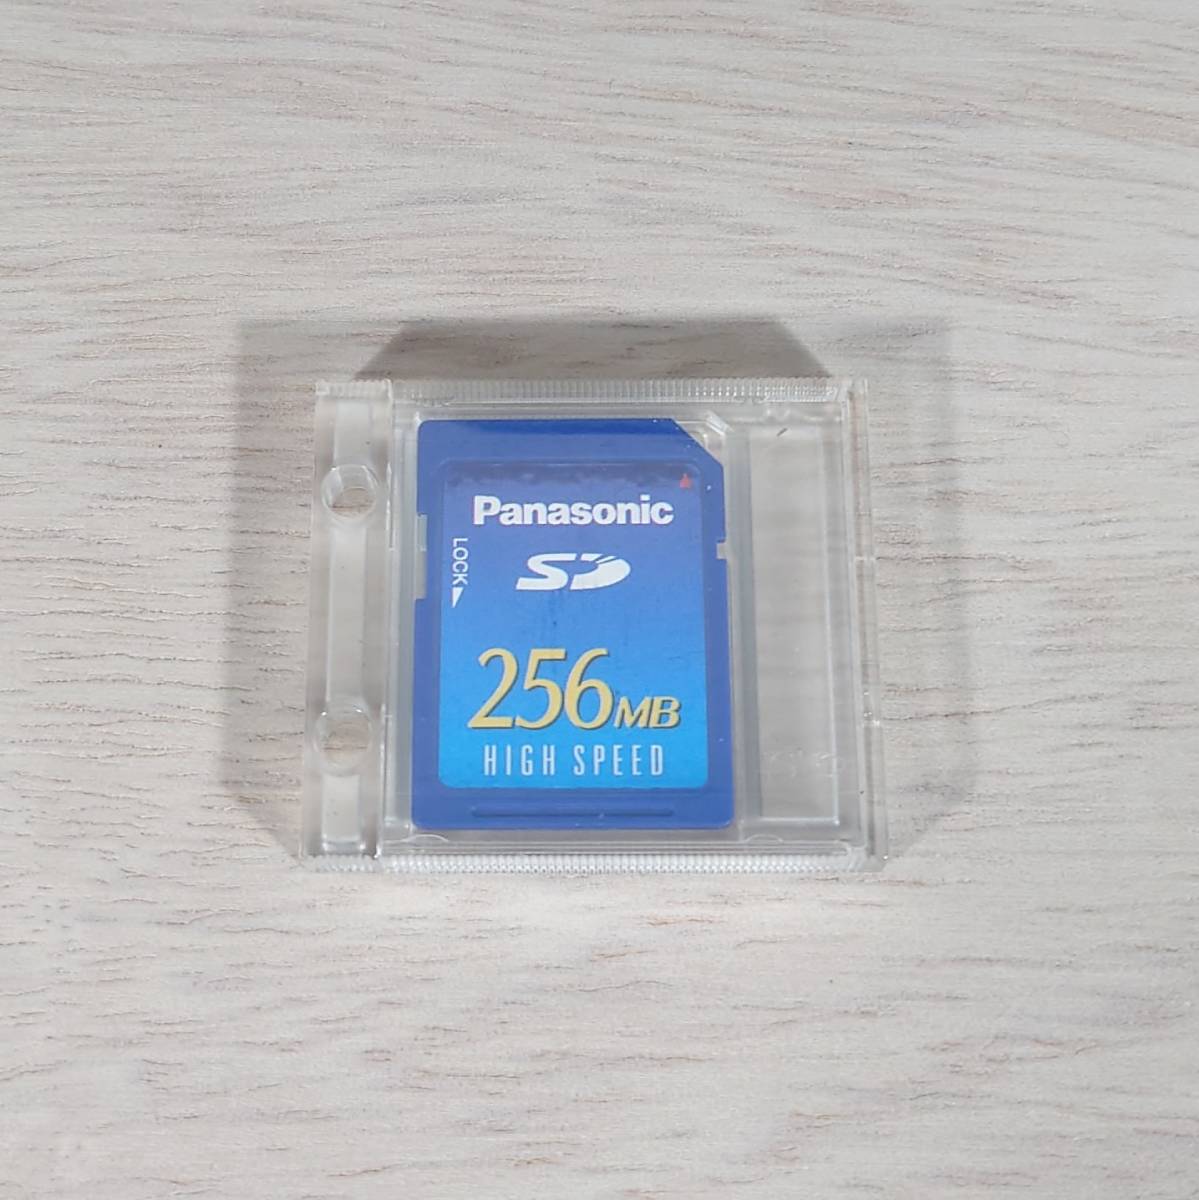 Panasonic
LOCK
SD
256MB
HIGH SPEED